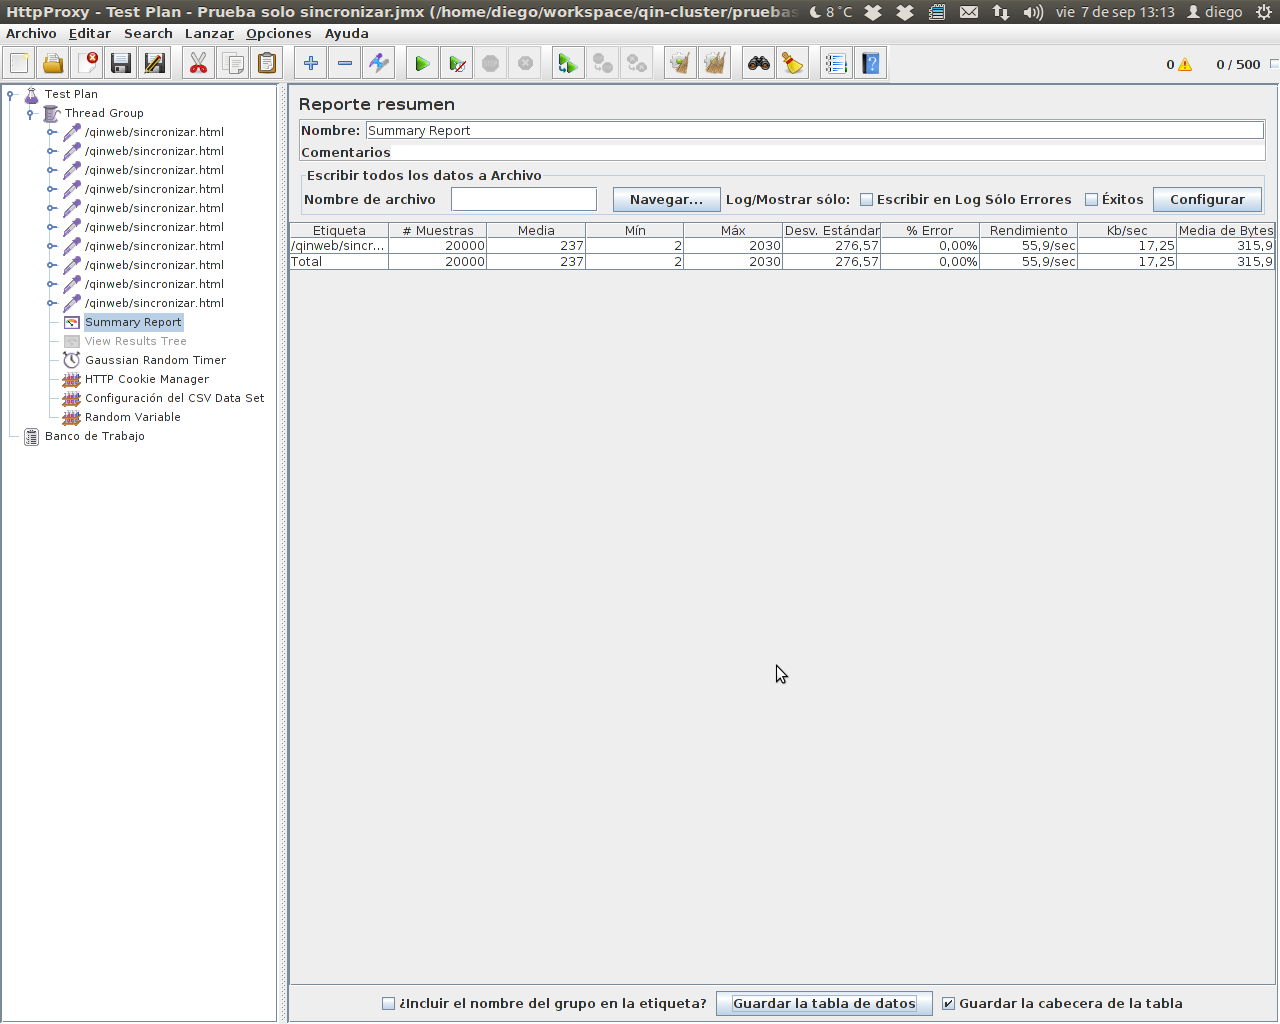 HttpProxy - Test Plan - Prueba solo sincronizar.jmx (/home/diego/workspace/qin-cluster/pruebas 8°C vie 7 de sep 13:13 diego
Archivo Editar Search Lanzar Opciones Ayuda
0 0 / 500
Test Plan
Thread Group
/qinweb/sincronizar.html
/qinweb/sincronizar.html
/qinweb/sincronizar.html
/qinweb/sincronizar.html
/qinweb/sincronizar.html
/qinweb/sincronizar.html
/qinweb/sincronizar.html
/qinweb/sincronizar.html
/qinweb/sincronizar.html
/qinweb/sincronizar.html
Summary Report
View Results Tree
Gaussian Random Timer
HTTP Cookie Manager
Configuración del CSV Data Set
Random Variable
Banco de Trabajo
Reporte resumen
Nombre: Summary Report
Comentarios
Escribir todos los datos a Archivo
Nombre de archivo Navegar... Log/Mostrar sólo: Escribir en Log Sólo Errores Éxitos Configurar
Etiqueta # Muestras Media Mín Máx Desv. Estándar % Error Rendimiento Kb/sec Media de Bytes
/qinweb/sincr... 20000 237 2 2030 276,57 0,00% 55,9/sec 17,25 315,9
Total 20000 237 2 2030 276,57 0,00% 55,9/sec 17,25 315,9
¿Incluir el nombre del grupo en la etiqueta? Guardar la tabla de datos Guardar la cabecera de la tabla